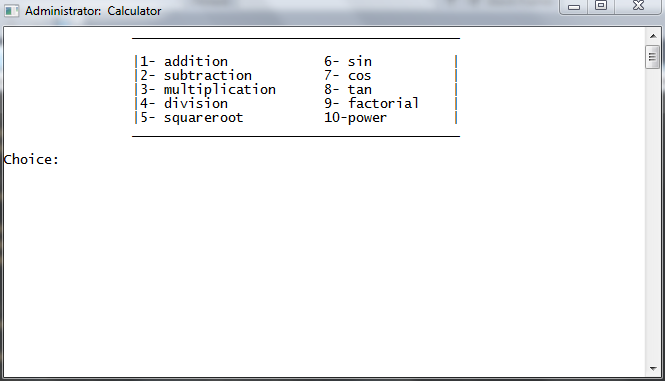 Administrator: Calculator
|1- addition 6- sin |
|2- subtraction 7- cos |
|3- multiplication 8- tan |
|4- division 9- factorial |
|5- squareroot 10-power |
Choice: